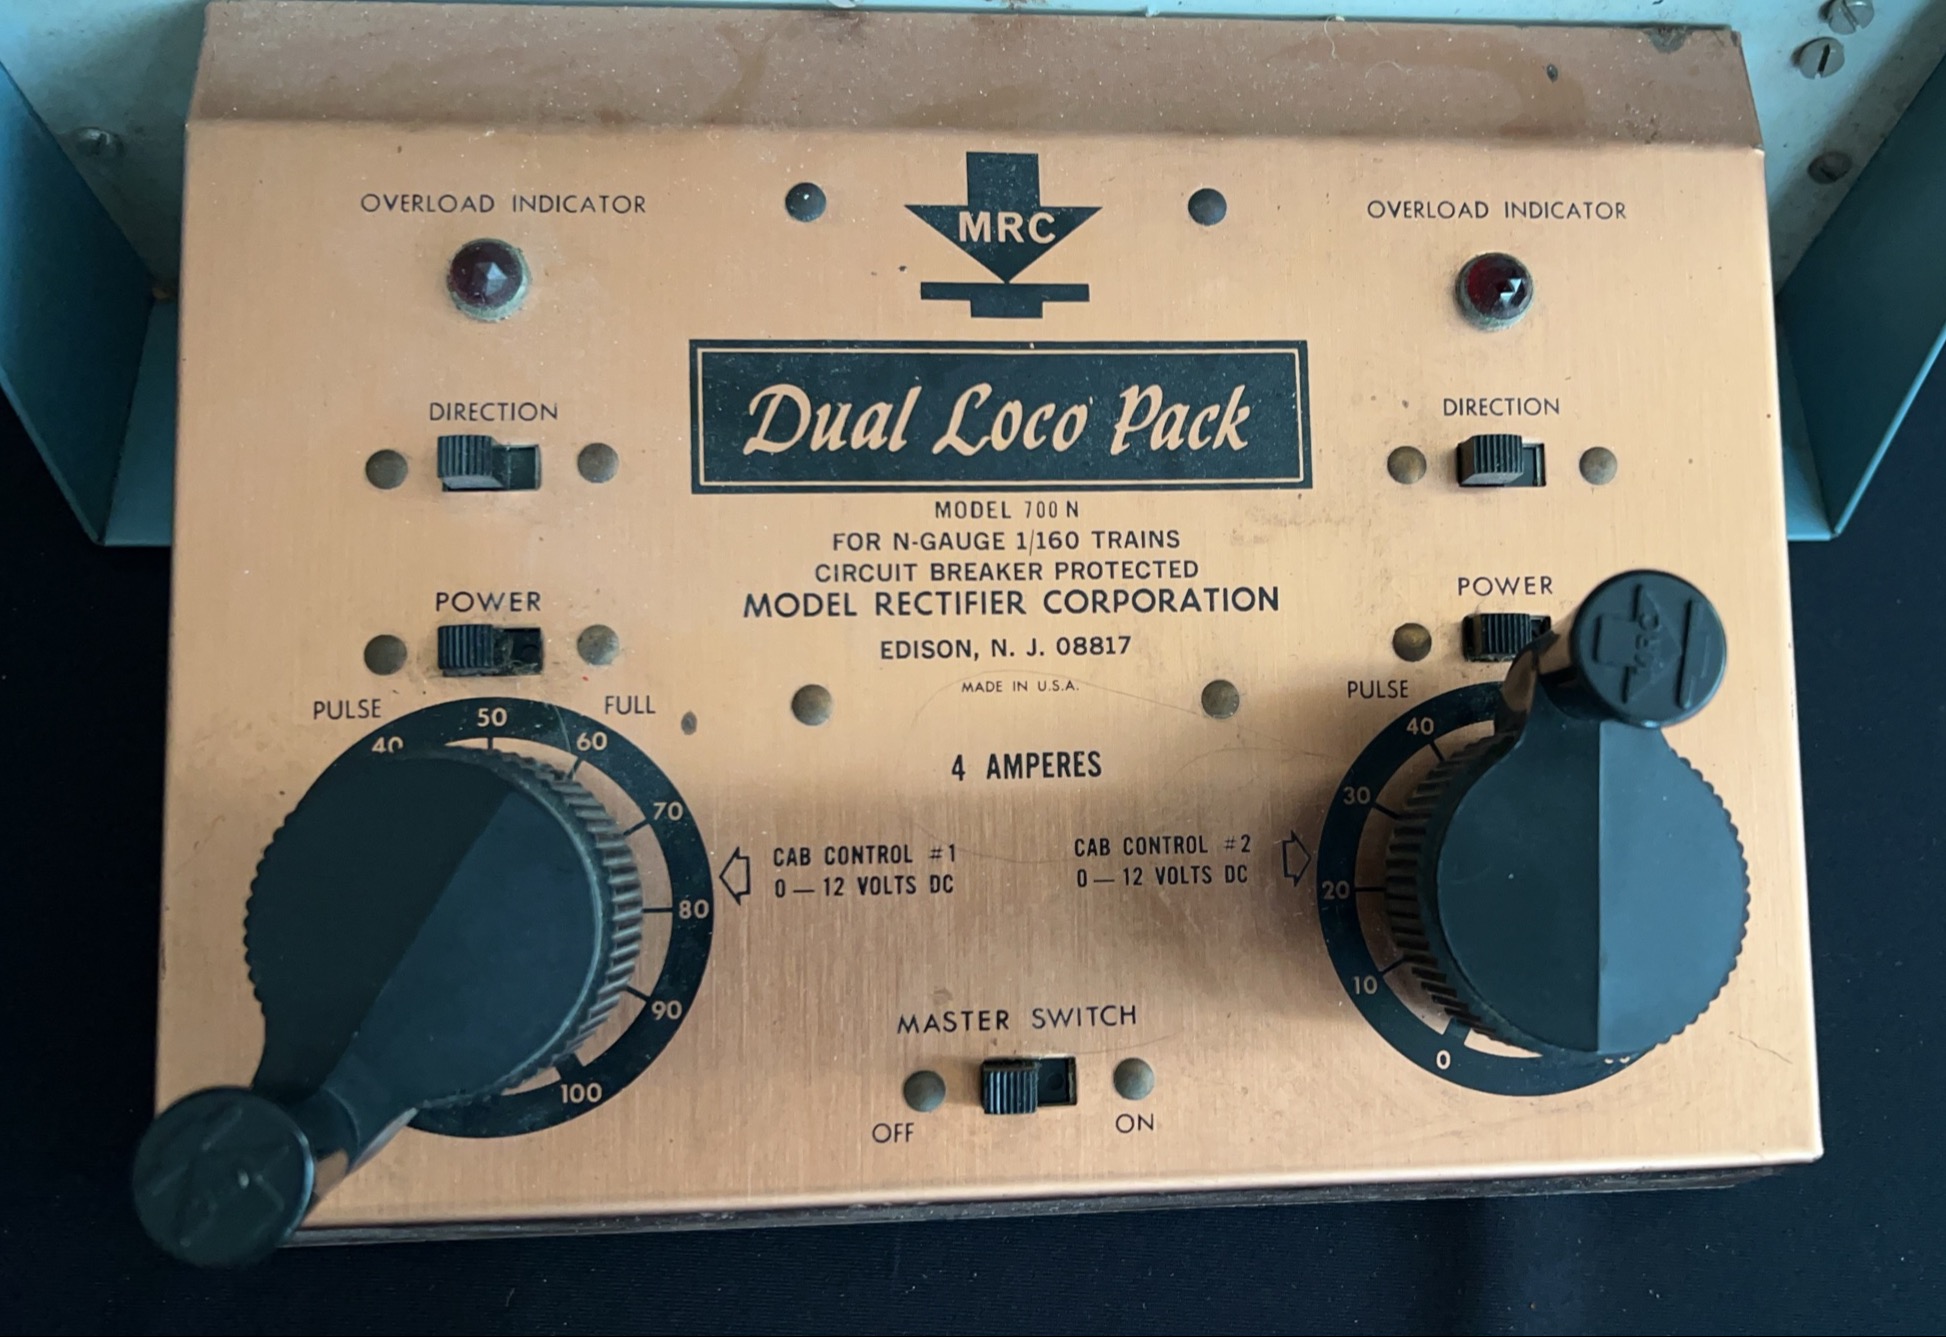 OVERLOAD INDICATOR
MRC
OVERLOAD INDICATOR
DIRECTION
Dual Loco Pack
DIRECTION
MODEL 700 N
FOR N-GAUGE 1/160 TRAINS
CIRCUIT BREAKER PROTECTED
MODEL RECTIFIER CORPORATION
EDISON, N. J. 08817
MADE IN U.S.A.
4 AMPERES
POWER
PULSE
FULL
40
50
60
70
80
90
100
CAB CONTROL #1
0—12 VOLTS DC
CAB CONTROL #2
0—12 VOLTS DC
POWER
MRC
PULSE
40
30
20
10
0
MASTER SWITCH
OFF
ON